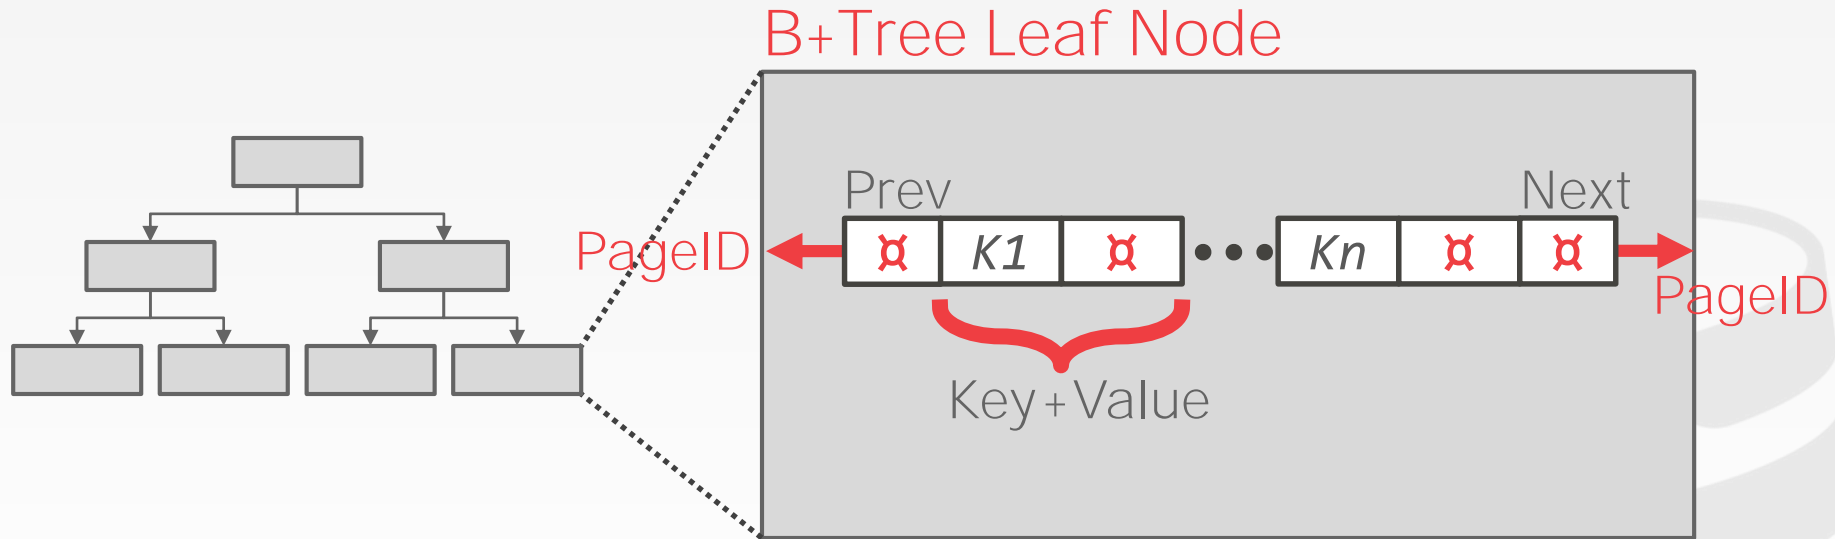 B+Tree Leaf Node
Prev
Next
PageID
¤ K1 ¤ ••• Kn ¤ ¤
PageID
Key+Value